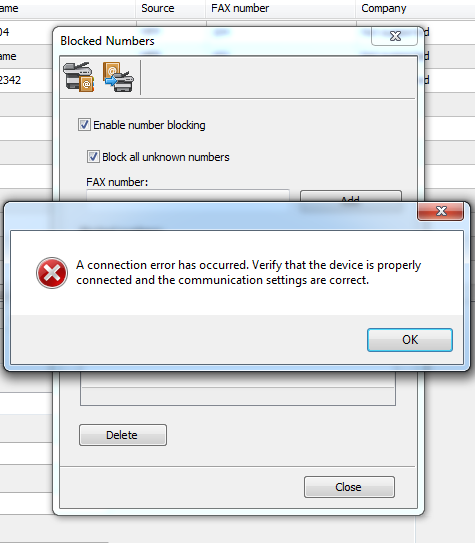 Name Source FAX number Company
04
Blocked Numbers
ame
2342
Enable number blocking
Block all unknown numbers
FAX number:
Add
A connection error has occurred. Verify that the device is properly
connected and the communication settings are correct.
OK
Delete
Close